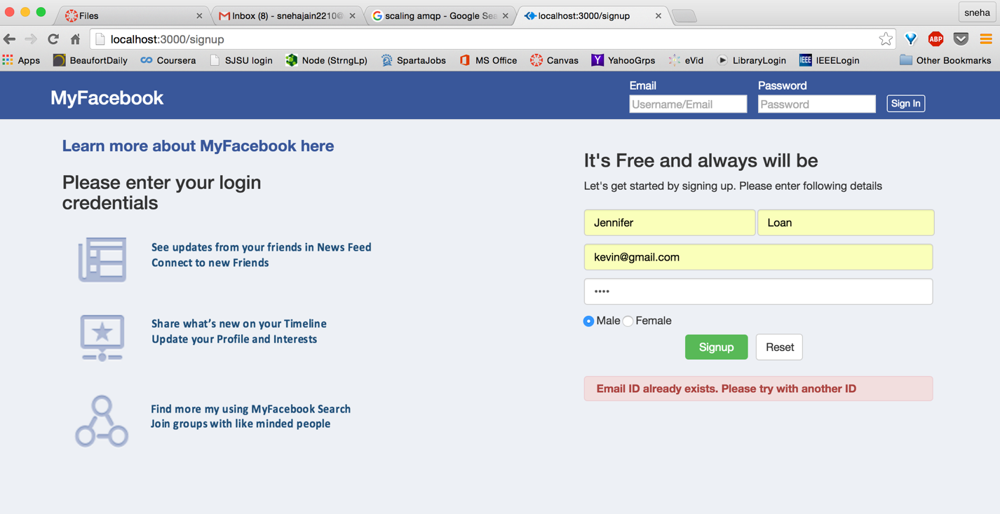 Files
Inbox (8) - snehajain2210@
scaling amqp - Google Sea
localhost:3000/signup
sneha
localhost:3000/signup
ABP
Apps
BeaufortDaily
Coursera
SJSU login
Node (StrngLp)
SpartaJobs
MS Office
Canvas
YahooGrps
eVid
LibraryLogin
IEEE
IEEELogin
Other Bookmarks
MyFacebook
Email
Password
Username/Email
Password
Sign In
Learn more about MyFacebook here
Please enter your login
credentials
See updates from your friends in News Feed
Connect to new Friends
Share what’s new on your Timeline
Update your Profile and Interests
Find more my using MyFacebook Search
Join groups with like minded people
It's Free and always will be
Let's get started by signing up. Please enter following details
Jennifer
Loan
kevin@gmail.com
••••
Male
Female
Signup
Reset
Email ID already exists. Please try with another ID